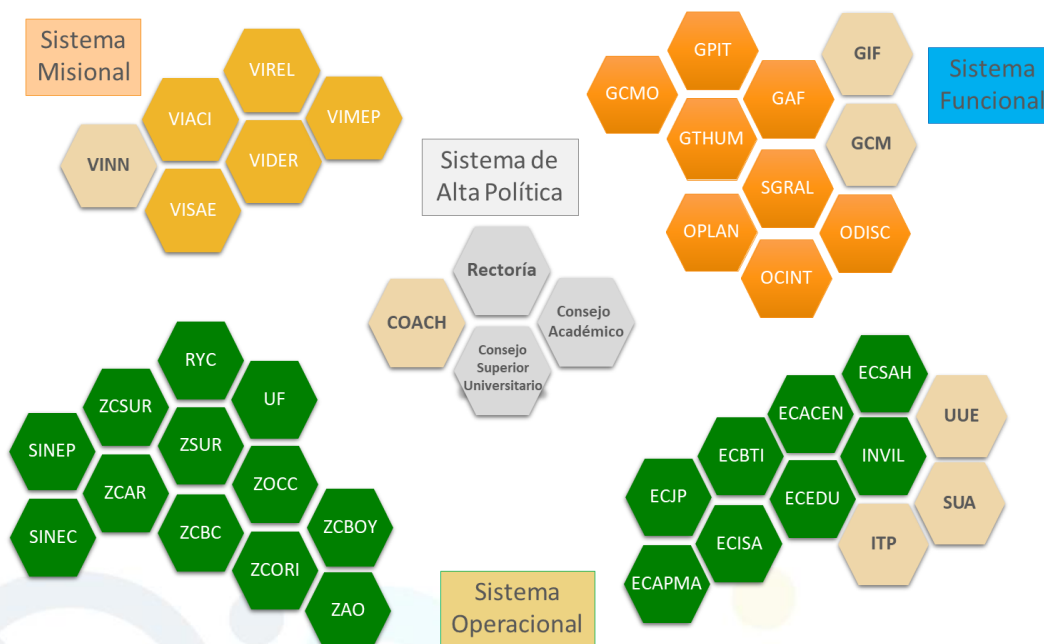 Sistema
Misional
VIREL
VIACI
VIMEP
VINN
VIDER
VISAE
Sistema
Funcional
GPIT
GIF
GCMO
GAF
GTHUM
GCM
SGRAL
OPLAN
ODISC
OCINT
Sistema de
Alta Política
Rectoría
COACH
Consejo
Académico
Consejo
Superior
Universitario
RYC
ZCSUR
UF
SINEP
ZSUR
ZCAR
ZOCC
SINEC
ZCBC
ZCBOY
ZCORI
ZAO
Sistema
Operacional
ECSAH
ECACEN
UUE
ECBTI
INVIL
ECJP
ECEDU
SUA
ECISA
ITP
ECAPMA